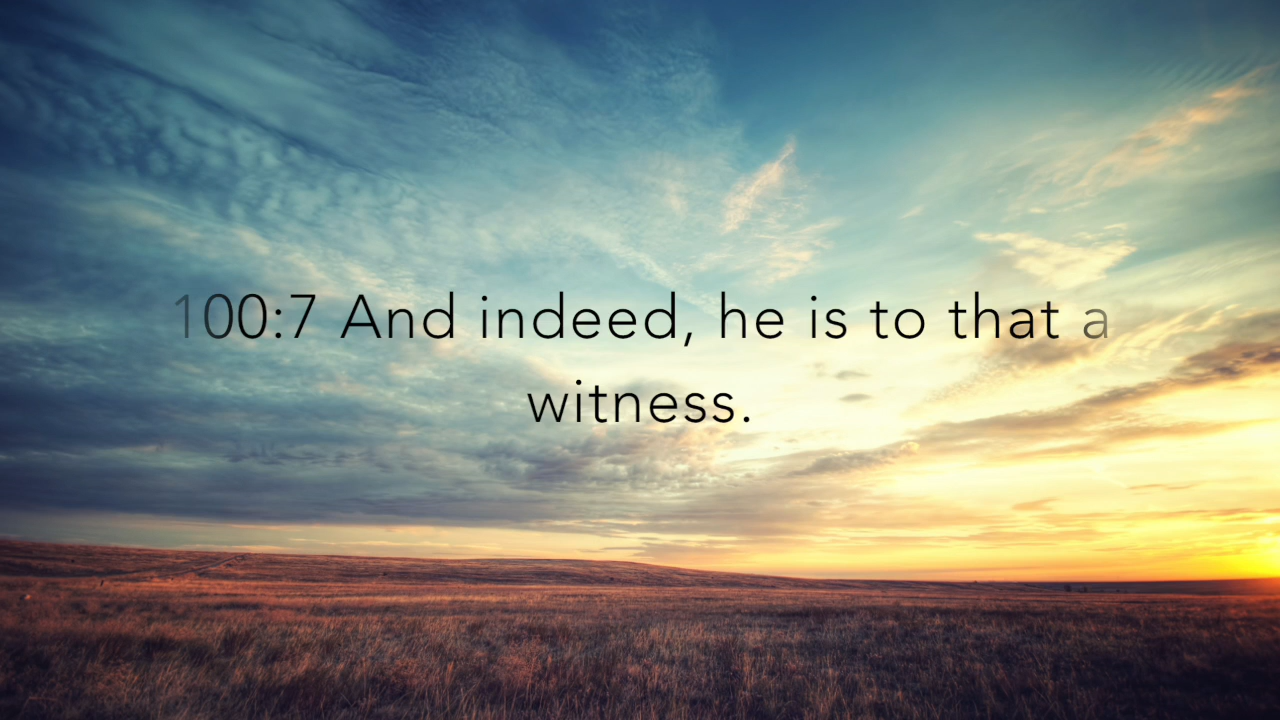 100:7 And indeed, he is to that a
witness.